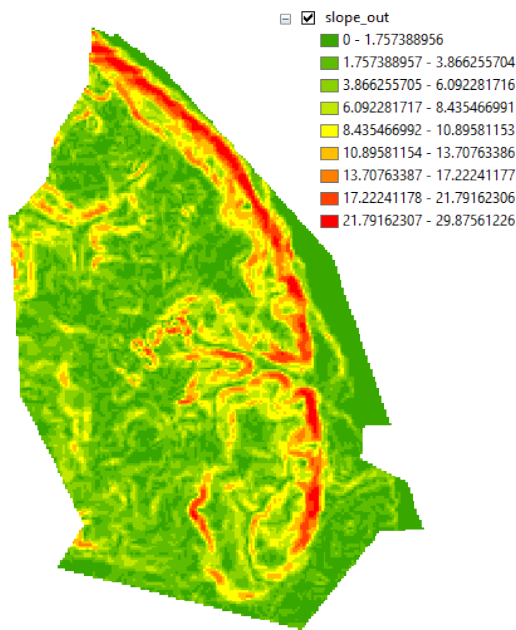 slope_out
0 - 1.757388956
1.757388957 - 3.866255704
3.866255705 - 6.092281716
6.092281717 - 8.435466991
8.435466992 - 10.89581153
10.89581154 - 13.70763386
13.70763387 - 17.22241177
17.22241178 - 21.79162306
21.79162307 - 29.87561226